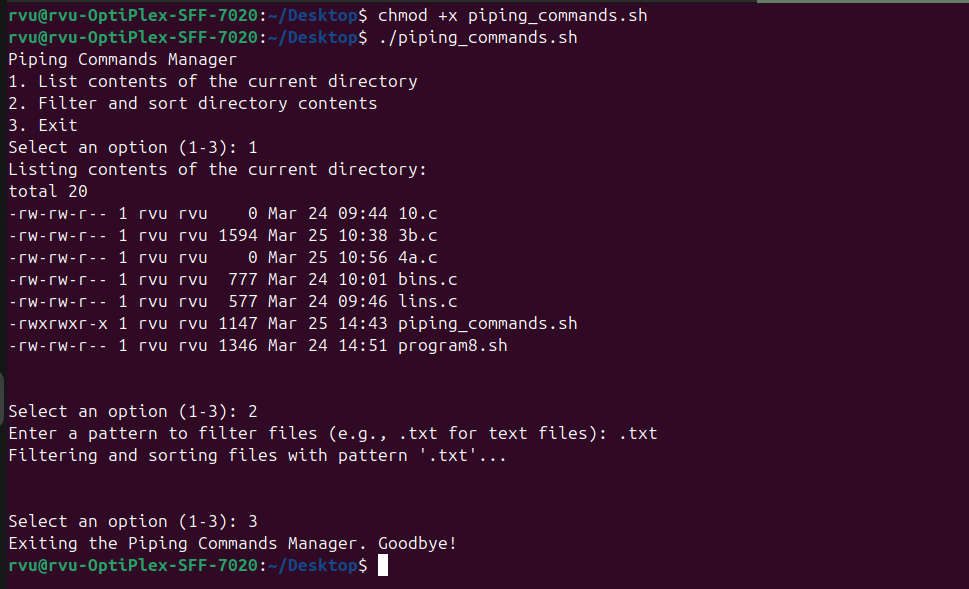 rvu@rvu-OptiPlex-SFF-7020:~/Desktop$ chmod +x piping_commands.sh
rvu@rvu-OptiPlex-SFF-7020:~/Desktop$ ./piping_commands.sh
Piping Commands Manager
1. List contents of the current directory
2. Filter and sort directory contents
3. Exit
Select an option (1-3): 1
Listing contents of the current directory:
total 20
-rw-rw-r-- 1 rvu rvu    0 Mar 24 09:44 10.c
-rw-rw-r-- 1 rvu rvu 1594 Mar 25 10:38 3b.c
-rw-rw-r-- 1 rvu rvu    0 Mar 25 10:56 4a.c
-rw-rw-r-- 1 rvu rvu  777 Mar 24 10:01 bins.c
-rw-rw-r-- 1 rvu rvu  577 Mar 24 09:46 lins.c
-rwxrwxr-x 1 rvu rvu 1147 Mar 25 14:43 piping_commands.sh
-rw-rw-r-- 1 rvu rvu 1346 Mar 24 14:51 program8.sh
Select an option (1-3): 2
Enter a pattern to filter files (e.g., .txt for text files): .txt
Filtering and sorting files with pattern '.txt'...
Select an option (1-3): 3
Exiting the Piping Commands Manager. Goodbye!
rvu@rvu-OptiPlex-SFF-7020:~/Desktop$